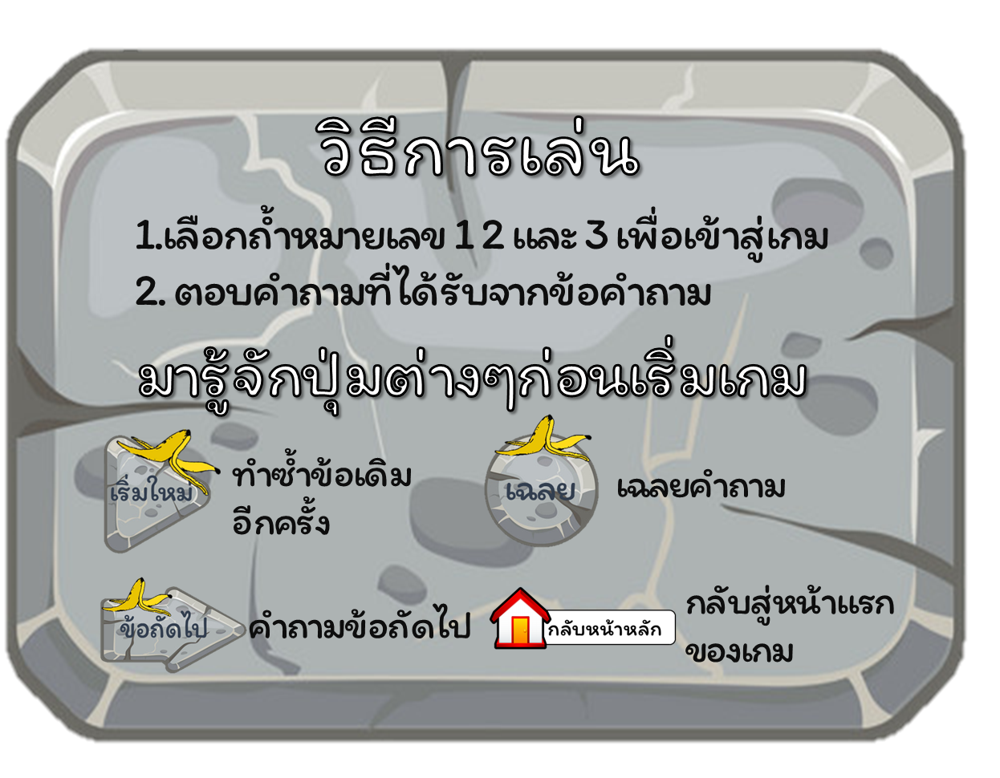 วิธีการเล่น
1.เลือกถ้ำหมายเลข 1 2 และ 3 เพื่อเข้าสู่เกม
2. ตอบคำถามที่ได้รับจากข้อคำถาม
มารู้จักปุ่มต่างๆก่อนเริ่มเกม
เริ่มใหม่
ทำซ้ำข้อเดิม
อีกครั้ง
เฉลย
เฉลยคำถาม
ข้อถัดไป
คำถามข้อถัดไป
กลับหน้าหลัก
กลับสู่หน้าแรก
ของเกม